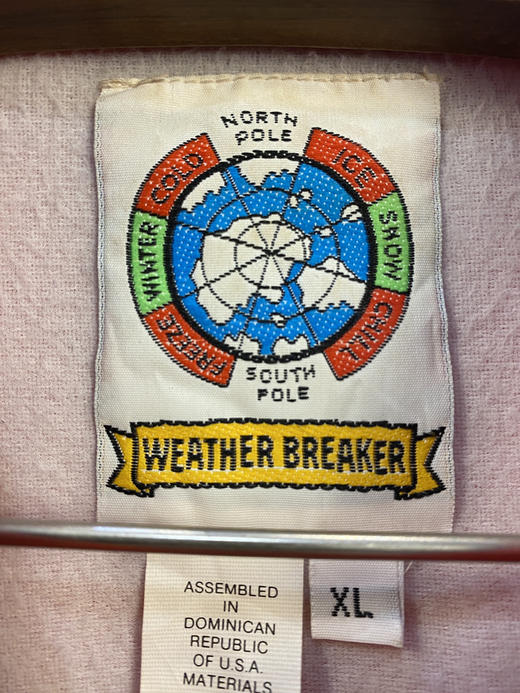 NORTH
POLE
COLD
ICE
WINTER
SNOW
FREEZE
CHILL
SOUTH
POLE
WEATHER BREAKER
XL
ASSEMBLED
IN
DOMINICAN
REPUBLIC
OF U.S.A.
MATERIALS